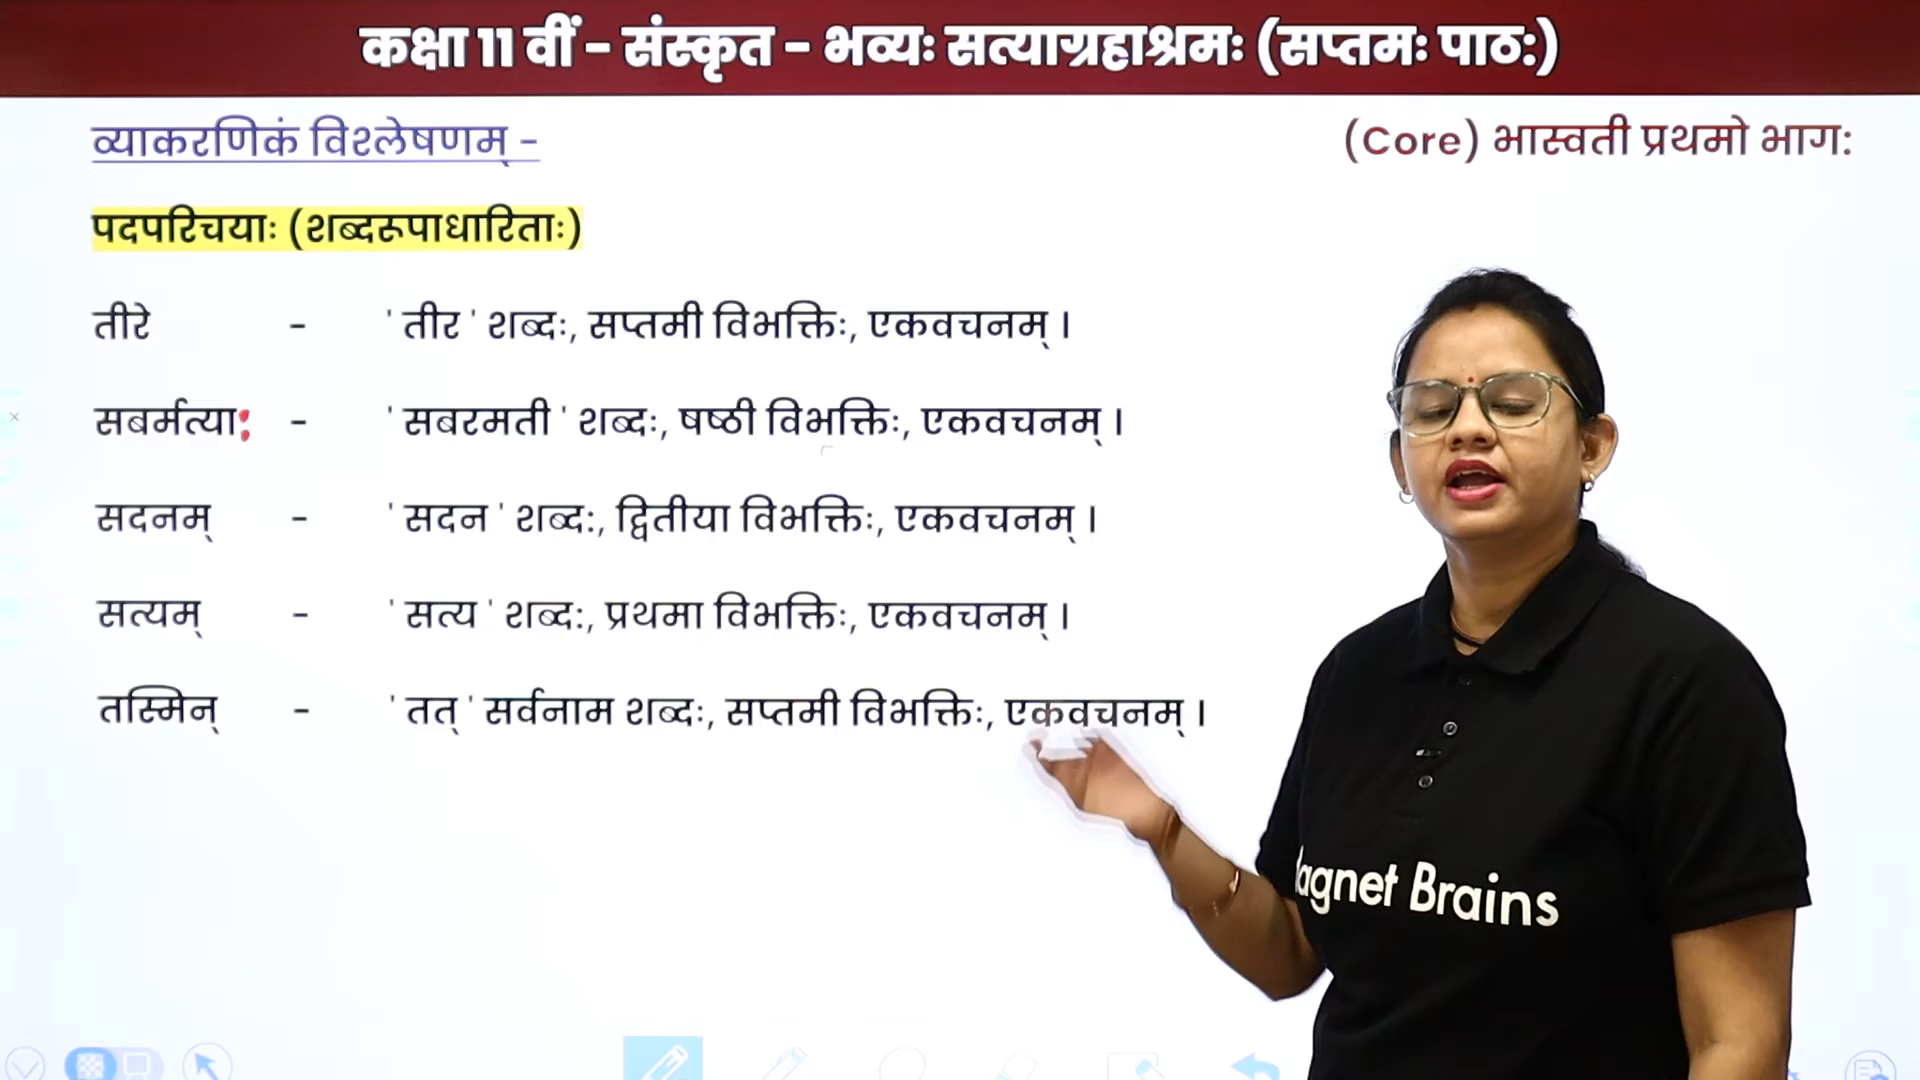 कक्षा 11 वीं - संस्कृत - भव्यः सत्याग्रहाश्रमः (सप्तमः पाठः)
व्याकरणिकं विश्लेषणम् -
(Core) भास्वती प्रथमो भागः
पदपरिचयाः (शब्दरूपाधारिताः)
तीरे - ' तीर ' शब्दः, सप्तमी विभक्तिः, एकवचनम् ।
सबर्मत्याः - ' सबरमती ' शब्दः, षष्ठी विभक्तिः, एकवचनम् ।
सदनम् - ' सदन ' शब्दः, द्वितीया विभक्तिः, एकवचनम् ।
सत्यम् - ' सत्य ' शब्दः, प्रथमा विभक्तिः, एकवचनम् ।
तस्मिन् - ' तत् ' सर्वनाम शब्दः, सप्तमी विभक्तिः, एकवचनम् ।
agnet Brains